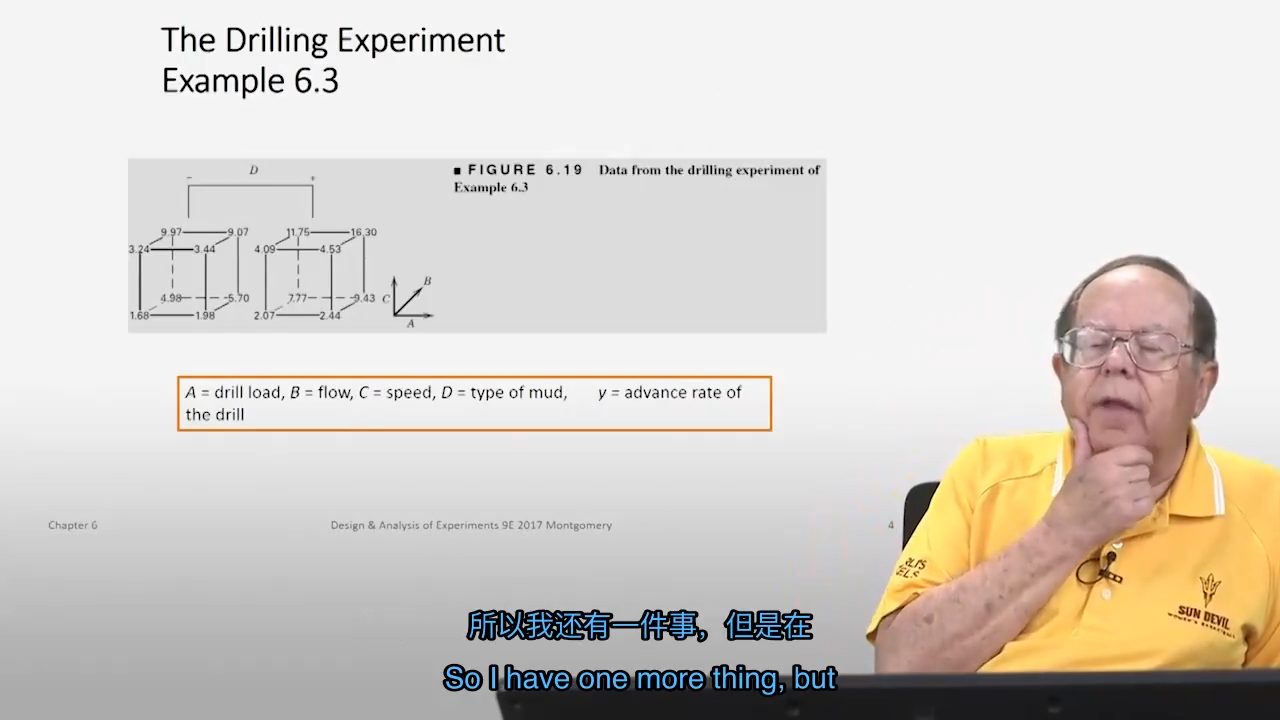 The Drilling Experiment
Example 6.3
D
- +
■ FIGURE 6.19 Data from the drilling experiment of
Example 6.3
9.97 9.07 11.75 16.30
3.24 3.44 4.09 4.53
4.98 5.70 7.77 9.43
1.68 1.98 2.07 2.44
C B
A
A = drill load, B = flow, C = speed, D = type of mud, y = advance rate of
the drill
Chapter 6 Design & Analysis of Experiments 9E 2017 Montgomery 4
SUN DEVIL
所以我还有一件事，但是在
So I have one more thing, but